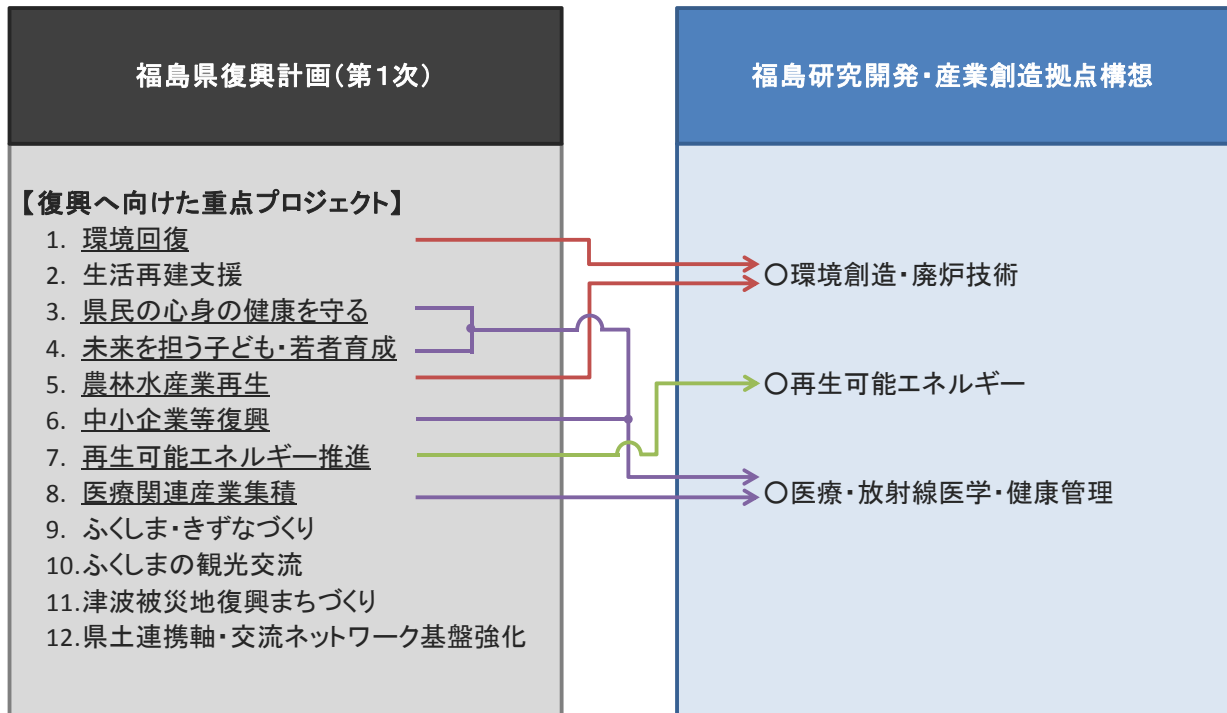 福島県復興計画(第1次)
【復興へ向けた重点プロジェクト】
1. 環境回復
2. 生活再建支援
3. 県民の心身の健康を守る
4. 未来を担う子ども・若者育成
5. 農林水産業再生
6. 中小企業等復興
7. 再生可能エネルギー推進
8. 医療関連産業集積
9. ふくしま・きずなづくり
10.ふくしまの観光交流
11.津波被災地復興まちづくり
12.県土連携軸・交流ネットワーク基盤強化
福島研究開発・産業創造拠点構想
○環境創造・廃炉技術
○再生可能エネルギー
○医療・放射線医学・健康管理